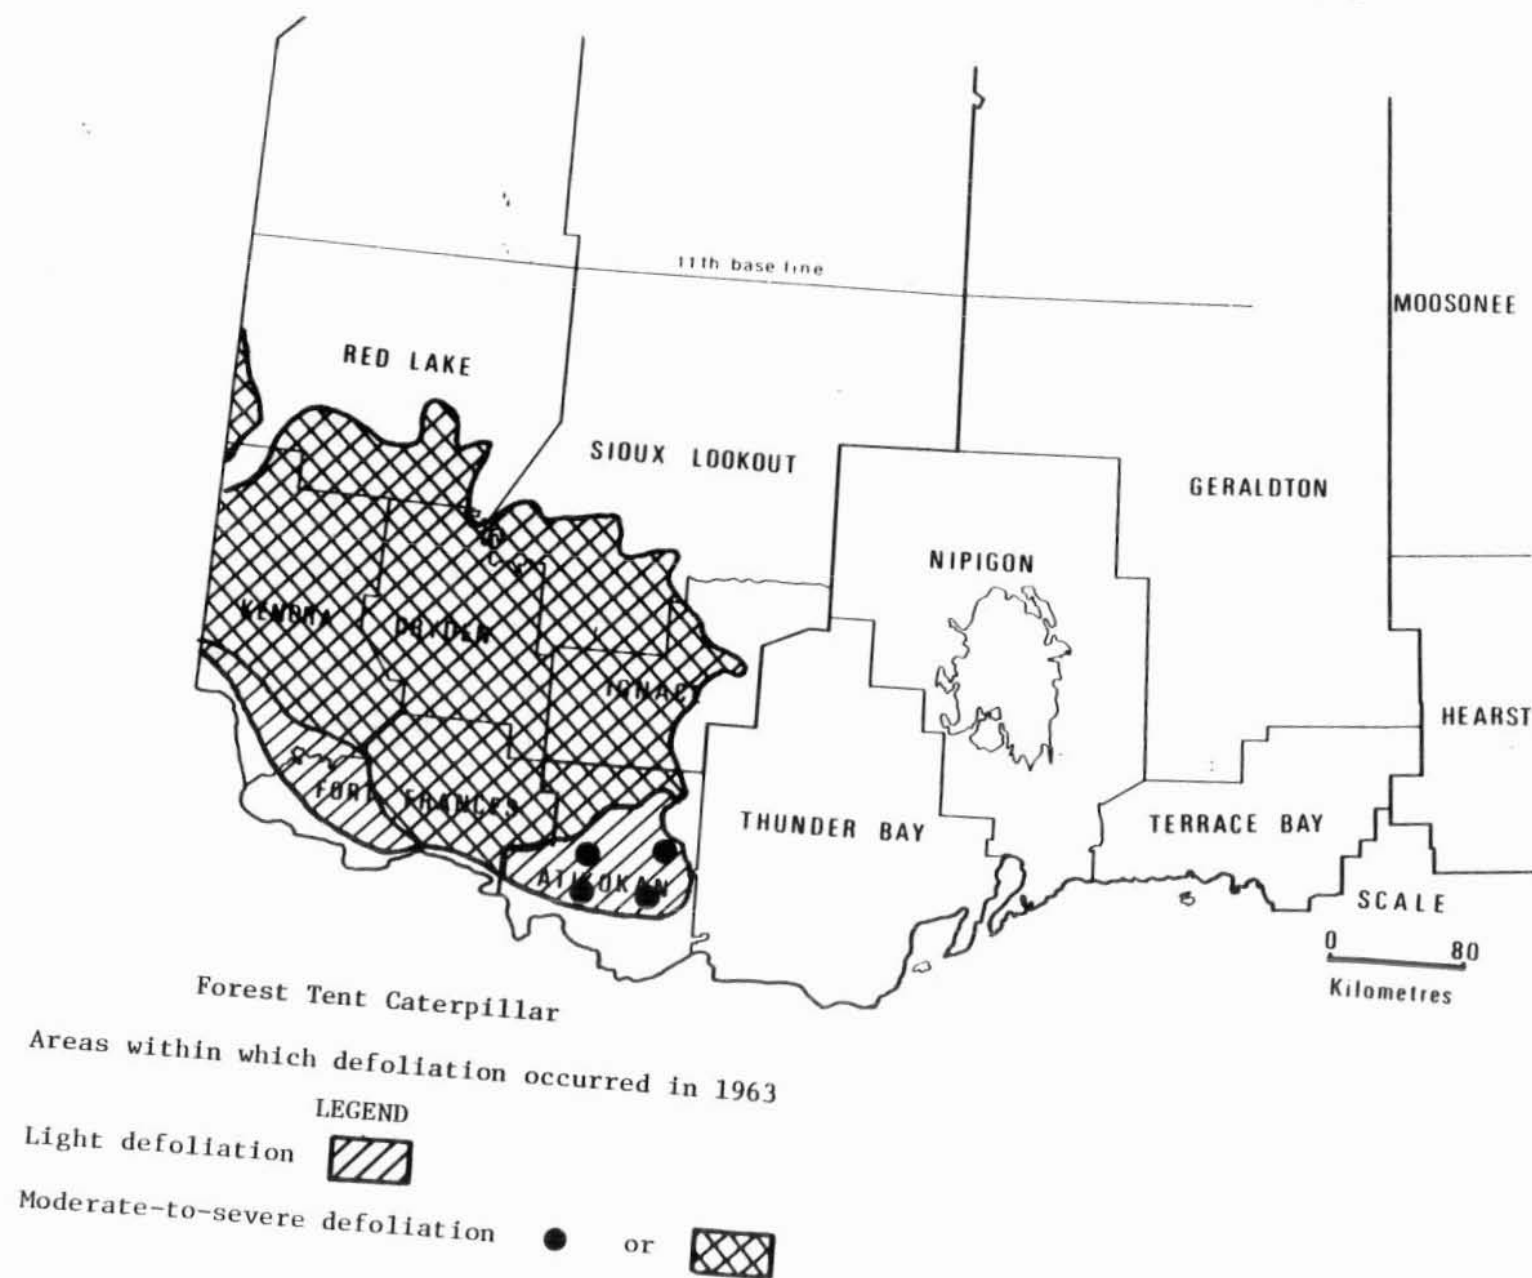 11th base line
MOOSONEE
RED LAKE
SIOUX LOOKOUT
GERALDTON
NIPIGON
KENORA
DRYDEN
IGNACE
HEARST
FORT FRANCES
THUNDER BAY
TERRACE BAY
ATIKOKAN
SCALE
0 80
Kilometres
Forest Tent Caterpillar
Areas within which defoliation occurred in 1963
LEGEND
Light defoliation
Moderate-to-severe defoliation or